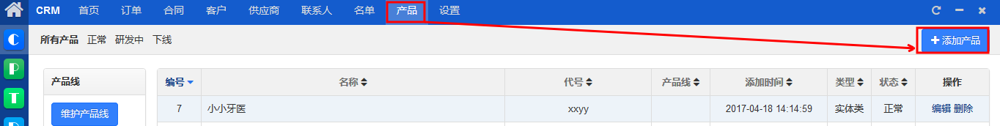 CRM 首页 订单 合同 客户 供应商 联系人 名单 产品 设置
所有产品 正常 研发中 下线 添加产品
产品线 编号 名称 代号 产品线 添加时间 类型 状态 操作
维护产品线 7 小小牙医 xxyy 2017-04-18 14:14:59 实体类 正常 编辑 删除
C
P
T